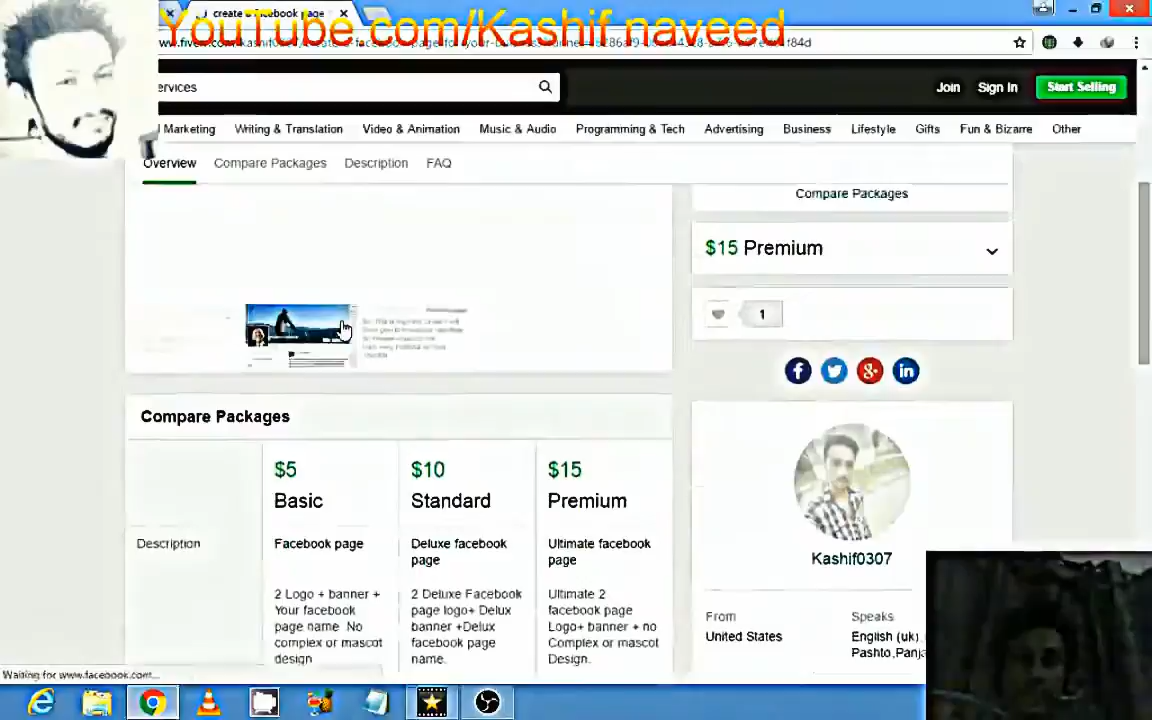 create a facebook page
YouTube com/Kashif naveed
ervices
Join
Sign In
Start Selling
Marketing
Writing & Translation
Video & Animation
Music & Audio
Programming & Tech
Advertising
Business
Lifestyle
Gifts
Fun & Bizarre
Other
Overview
Compare Packages
Description
FAQ
Compare Packages
$15 Premium
1
Compare Packages
$5
Basic
$10
Standard
$15
Premium
Description
Facebook page
2 Logo + banner +
Your facebook
page name. No
complex or mascot
design
Deluxe facebook
page
2 Deluxe Facebook
page logo+ Delux
banner +Delux
facebook page
name.
Ultimate facebook
page
Ultimate 2
facebook page
Logo+ banner + no
Complex or mascot
Design.
Kashif0307
From
United States
Speaks
English (uk),
Pashto,Panj
Waiting for www.facebook.com...